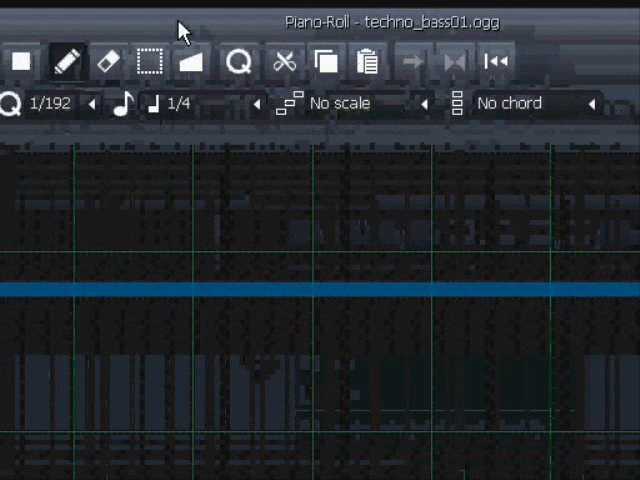 Piano-Roll - techno_bass01.ogg
Q
Q 1/192 1/4 No scale No chord